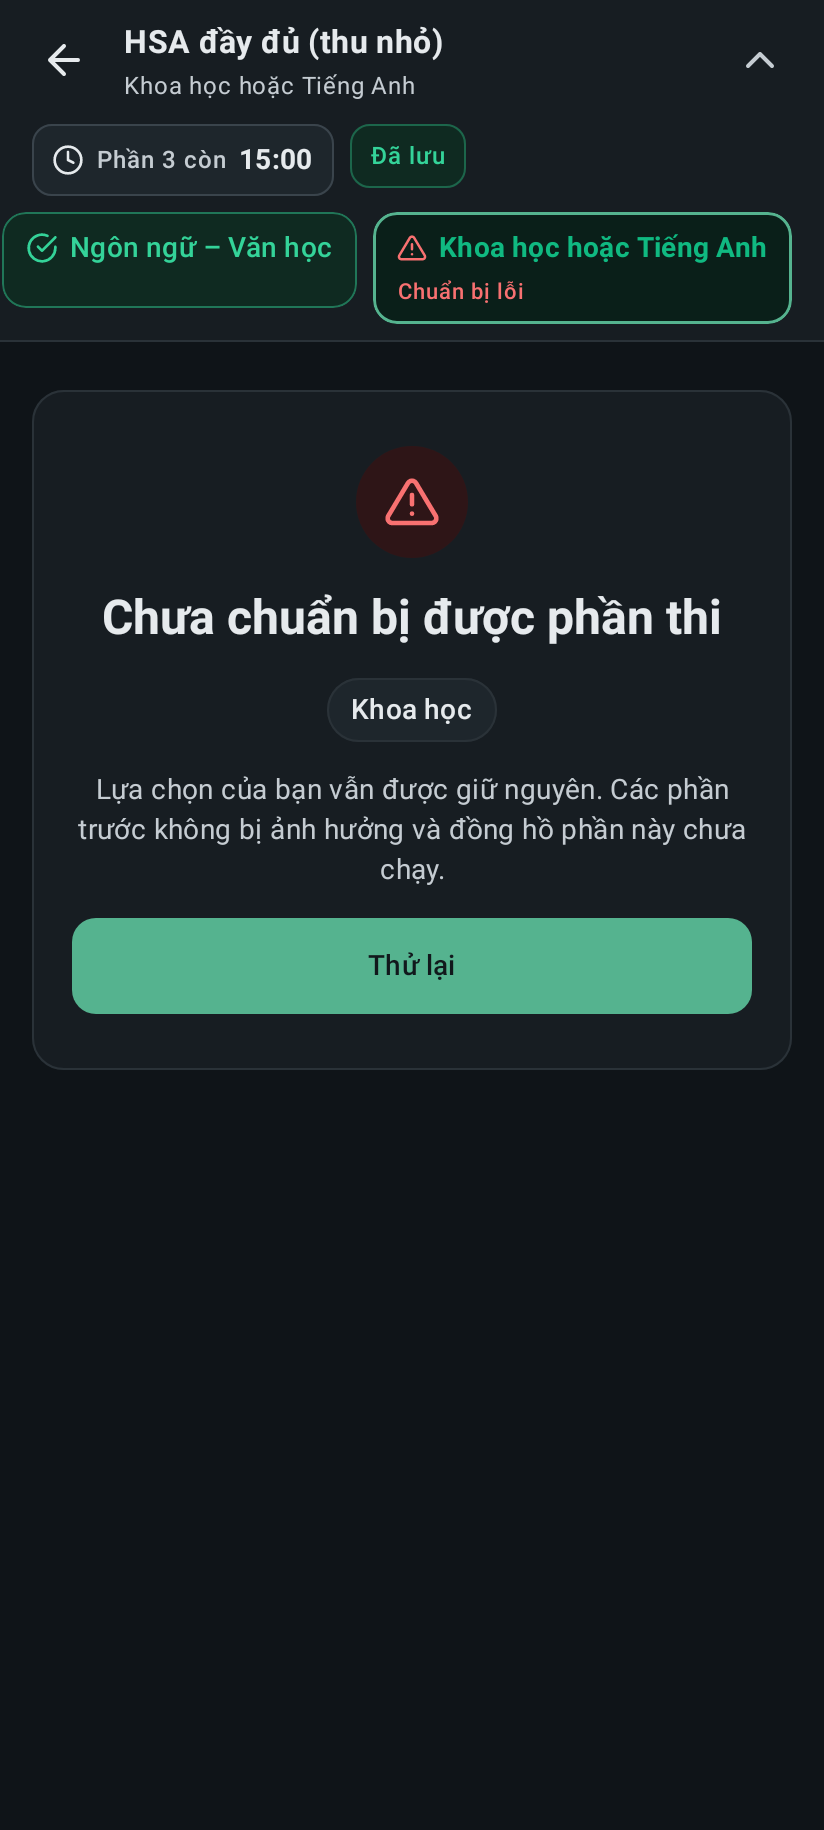 HSA đầy đủ (thu nhỏ)
Khoa học hoặc Tiếng Anh
Phần 3 còn 15:00
Đã lưu
Ngôn ngữ – Văn học
Khoa học hoặc Tiếng Anh
Chuẩn bị lỗi
Chưa chuẩn bị được phần thi
Khoa học
Lựa chọn của bạn vẫn được giữ nguyên. Các phần
trước không bị ảnh hưởng và đồng hồ phần này chưa
chạy.
Thử lại